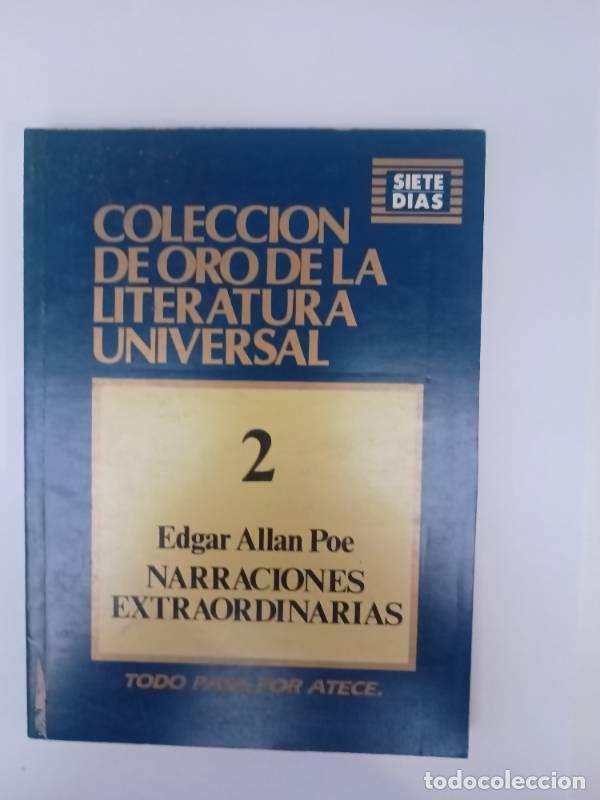 SIETE
DIAS
COLECCION
DE ORO DE LA
LITERATURA
UNIVERSAL
2
Edgar Allan Poe
NARRACIONES
EXTRAORDINARIAS
TODO PASA POR ATECE.
todocoleccion